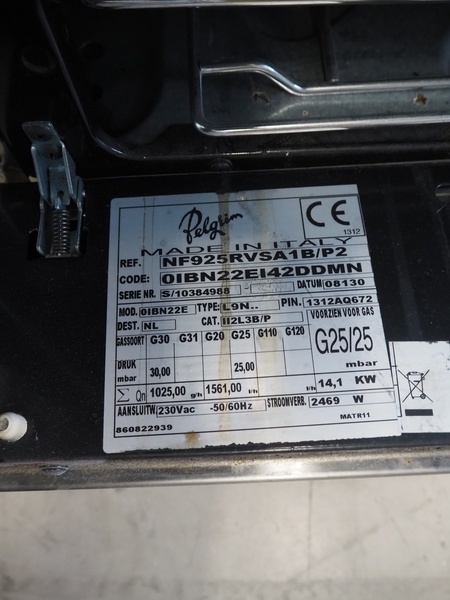 Pelgrim
CE
1312
MADE IN ITALY
REF. NF925RVSA1B/P2
CODE: 0IBN22EI42DDMN
SERIE NR. S/10384988 - DATUM 08130
MOD. 0IBN22E TYPE: L9N.. PIN. 1312AQ672
DEST. NL CAT. II2L3B/P VOORZIEN VOOR GAS
GASSOORT G30 G31 G20 G25 G110 G120 G25/25
DRUK
mbar 30,00 25,00 mbar
∑ Qn 1025,00 g/h 1561,00 l/h l/h 14,1 KW
AANSLUITW. 230Vac -50/60Hz STROOMVERB. 2469 W
860822939 MATR11